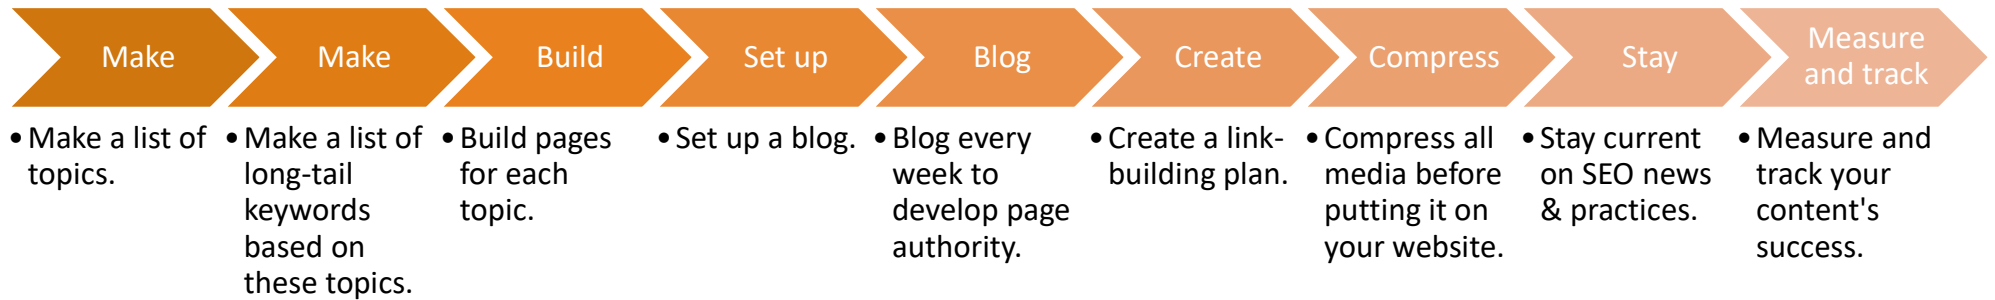 Make
Make
Build
Set up
Blog
Create
Compress
Stay
Measure
and track
• Make a list of
topics.
• Make a list of
long-tail
keywords
based on
these topics.
• Build pages
for each
topic.
• Set up a blog.
• Blog every
week to
develop page
authority.
• Create a link-
building plan.
• Compress all
media before
putting it on
your website.
• Stay current
on SEO news
& practices.
• Measure and
track your
content's
success.